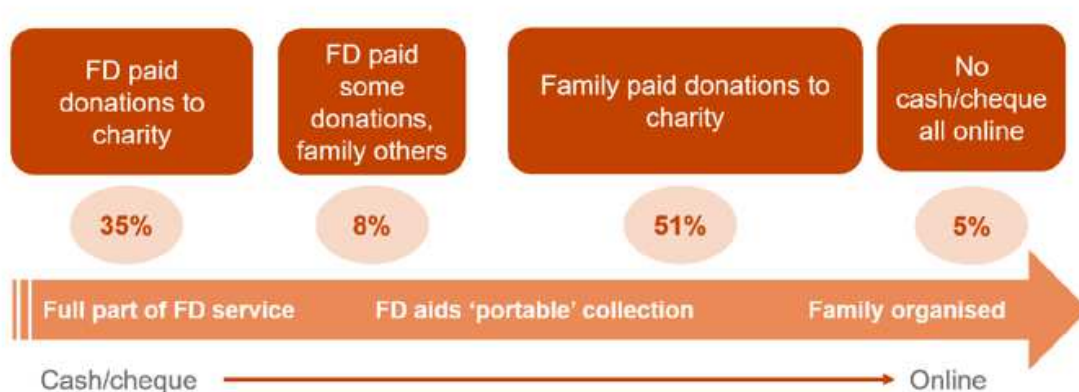 FD paid
donations to
charity
FD paid
some
donations,
family others
Family paid donations to
charity
No
cash/cheque
all online
35%
8%
51%
5%
Full part of FD service
FD aids ‘portable’ collection
Family organised
Cash/cheque
Online